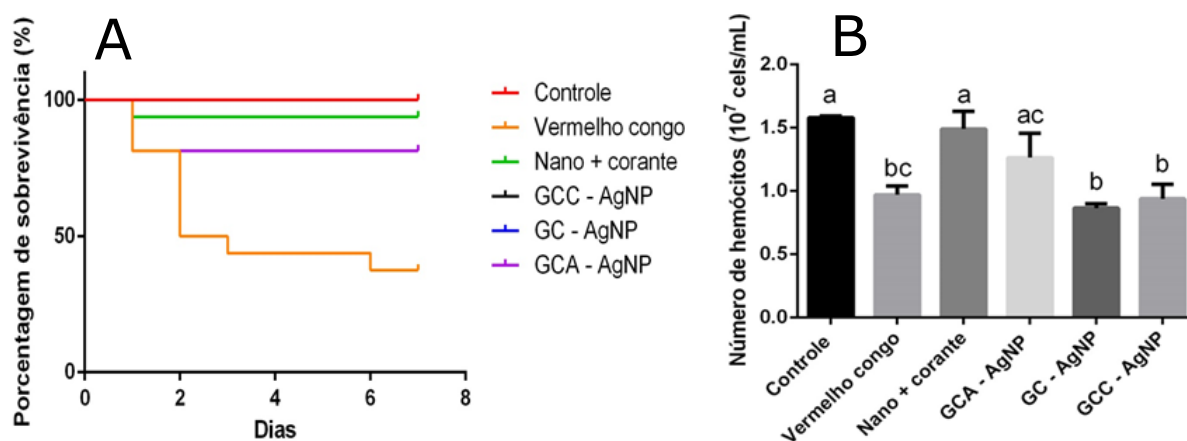 A
Porcentagem de sobrevivência (%)
100
50
0
0 2 4 6 8
Dias
Controle
Vermelho congo
Nano + corante
GCC - AgNP
GC - AgNP
GCA - AgNP
B
Número de hemócitos (10⁷ cels/mL)
2.0
1.5
1.0
0.5
0.0
a
bc
a
ac
b
b
Controle
Vermelho congo
Nano + corante
GCA - AgNP
GC - AgNP
GCC - AgNP